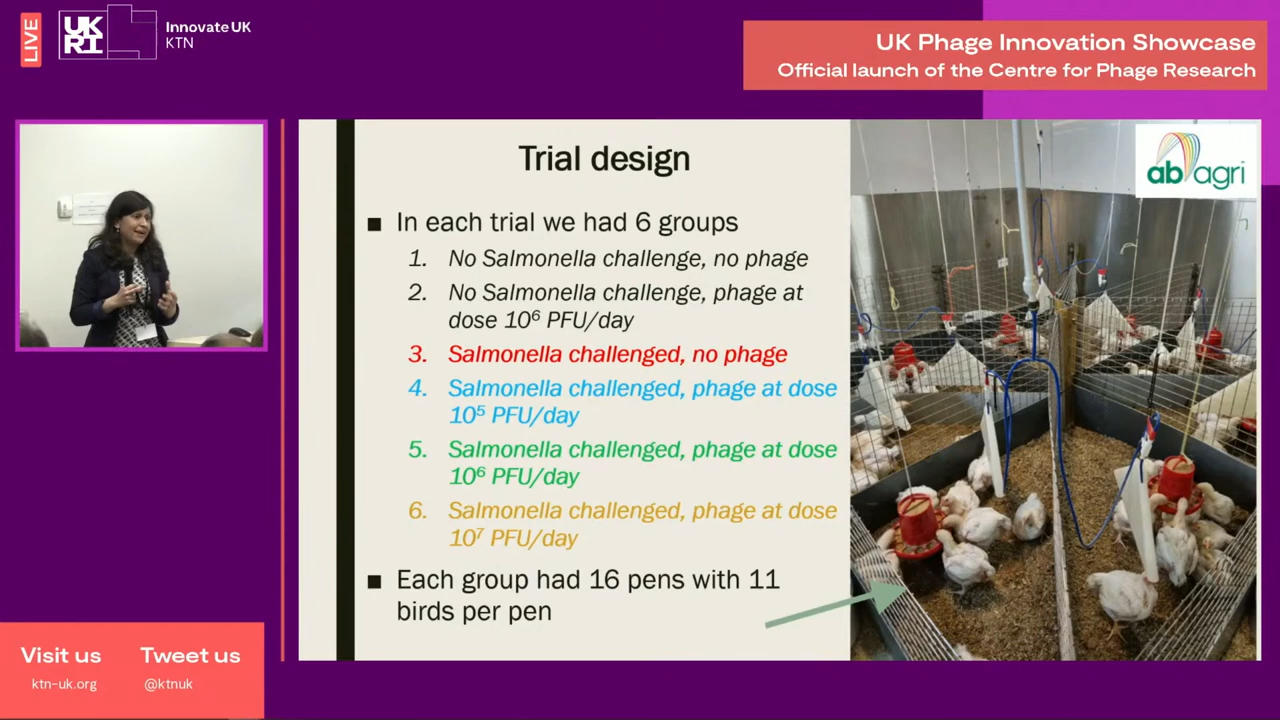 LIVE
UK
RI
Innovate UK
KTN
UK Phage Innovation Showcase
Official launch of the Centre for Phage Research
Trial design
■ In each trial we had 6 groups
1. No Salmonella challenge, no phage
2. No Salmonella challenge, phage at
dose 10⁶ PFU/day
3. Salmonella challenged, no phage
4. Salmonella challenged, phage at dose
10⁵ PFU/day
5. Salmonella challenged, phage at dose
10⁶ PFU/day
6. Salmonella challenged, phage at dose
10⁷ PFU/day
■ Each group had 16 pens with 11
birds per pen
ab agri
Visit us
ktn-uk.org
Tweet us
@ktnuk